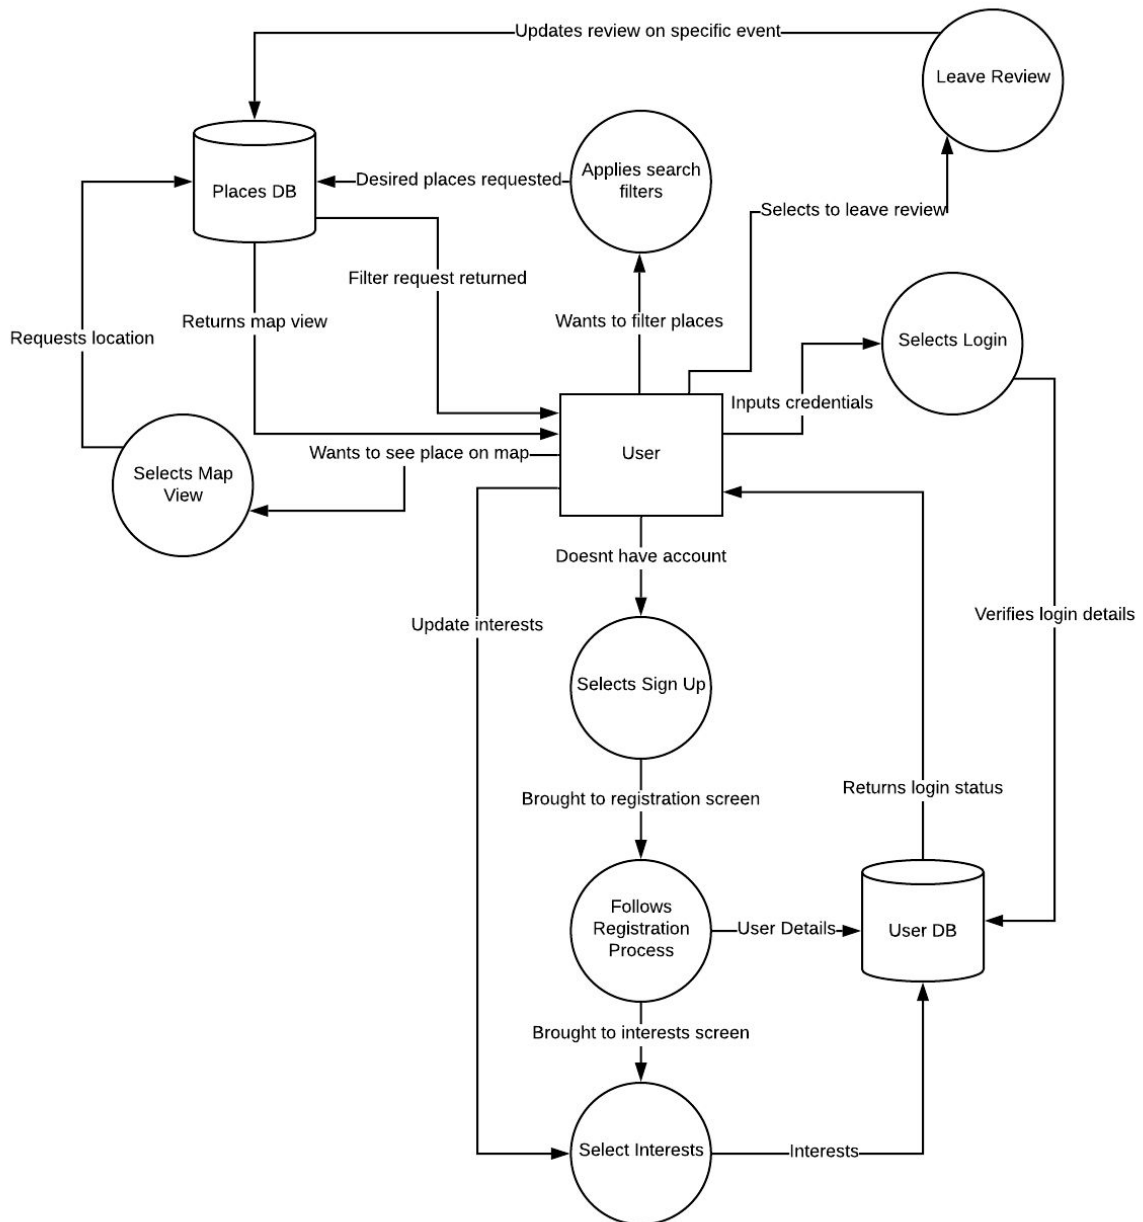 Updates review on specific event
Leave Review
Places DB
Desired places requested
Applies search
filters
Selects to leave review
Filter request returned
Requests location
Returns map view
Wants to filter places
Selects Login
Inputs credentials
Wants to see place on map
User
Selects Map
View
Doesnt have account
Update interests
Verifies login details
Selects Sign Up
Brought to registration screen
Returns login status
Follows
Registration
Process
User Details
User DB
Brought to interests screen
Select Interests
Interests